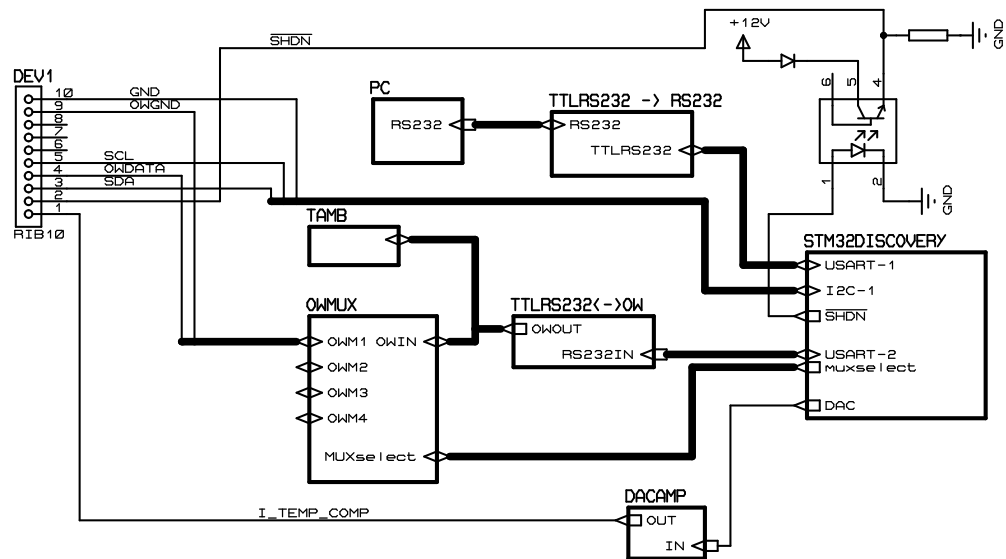 SHDN
+12V
GND
DEV1
10
GND
9
OWGND
8
7
6
5
SCL
4
OWDATA
3
SDA
2
1
RIB10
PC
RS232
TTLRS232 -> RS232
RS232
TTLRS232
6
5
4
1
2
GND
TAMB
STM32DISCOVERY
USART-1
I2C-1
SHDN
USART-2
muxselect
DAC
OWMUX
OWM1 OWIN
OWM2
OWM3
OWM4
MUXselect
TTLRS232<->OW
OWOUT
RS232IN
I_TEMP_COMP
DACAMP
OUT
IN